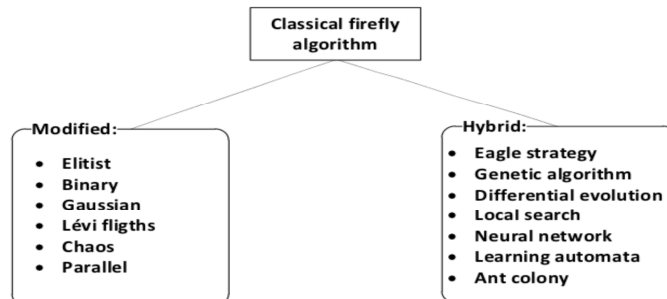 Classical firefly
algorithm
Modified:
• Elitist
• Binary
• Gaussian
• Lévi fligths
• Chaos
• Parallel
Hybrid:
• Eagle strategy
• Genetic algorithm
• Differential evolution
• Local search
• Neural network
• Learning automata
• Ant colony